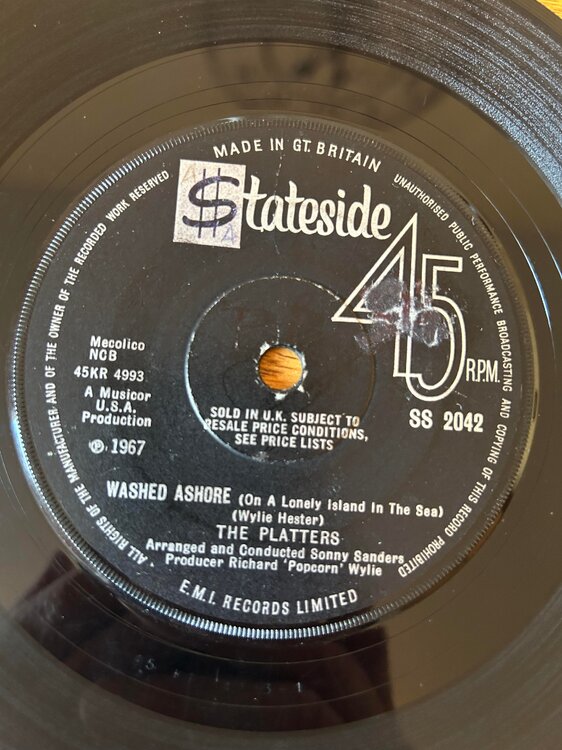 MADE IN GT. BRITAIN
UNAUTHORISED PUBLIC PERFORMANCE BROADCASTING AND COPYING OF THIS RECORD PROHIBITED
ALL RIGHTS OF THE MANUFACTURER AND OF THE OWNER OF THE RECORDED WORK RESERVED
$tateside
45 R.P.M.
Mecolico
NCB
45KR 4993
A Musicor
U.S.A.
Production
℗ 1967
SS 2042
SOLD IN U.K. SUBJECT TO
RESALE PRICE CONDITIONS,
SEE PRICE LISTS
WASHED ASHORE (On A Lonely Island In The Sea)
(Wylie Hester)
THE PLATTERS
Arranged and Conducted Sonny Sanders
Producer Richard 'Popcorn' Wylie
E.M.I. RECORDS LIMITED